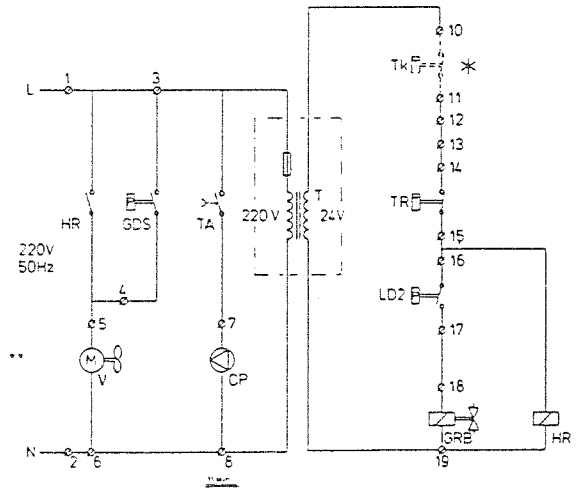 10
Tk *
11
12
13
14
L 1 3
T
TR
HR GDS TA 220V 24V
15
220V
50Hz
16
4
LD2
5 7
17
**
M
V CP
18
GRB HR
N 2 6 8 19